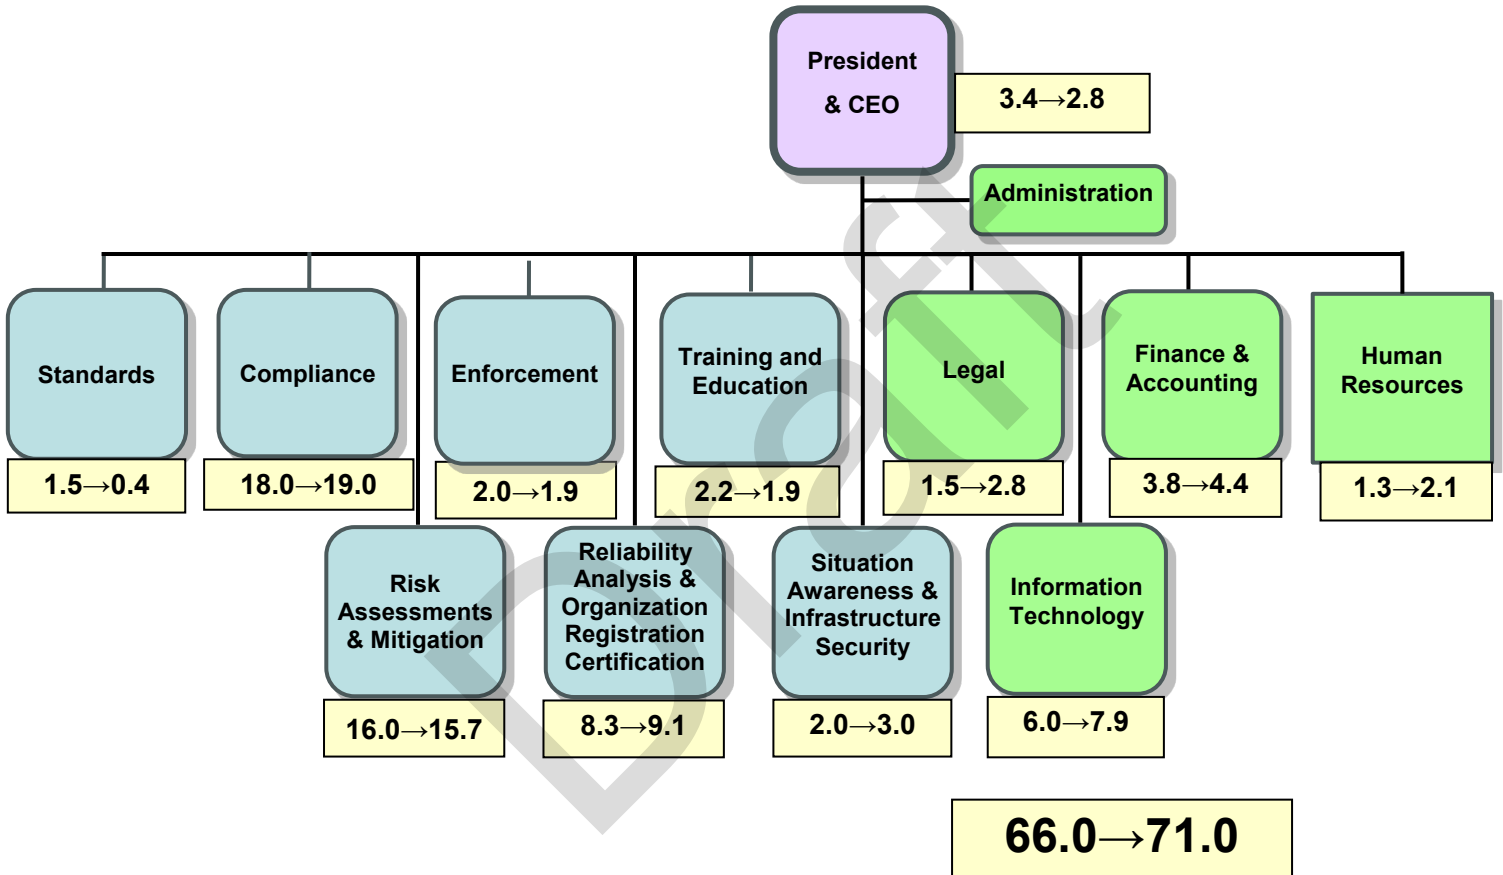 President
& CEO
3.4→2.8
Administration
Standards
1.5→0.4
Compliance
18.0→19.0
Enforcement
2.0→1.9
Training and
Education
2.2→1.9
Legal
1.5→2.8
Finance &
Accounting
3.8→4.4
Human
Resources
1.3→2.1
Risk
Assessments
& Mitigation
16.0→15.7
Reliability
Analysis &
Organization
Registration
Certification
8.3→9.1
Situation
Awareness &
Infrastructure
Security
2.0→3.0
Information
Technology
6.0→7.9
66.0→71.0
Draft